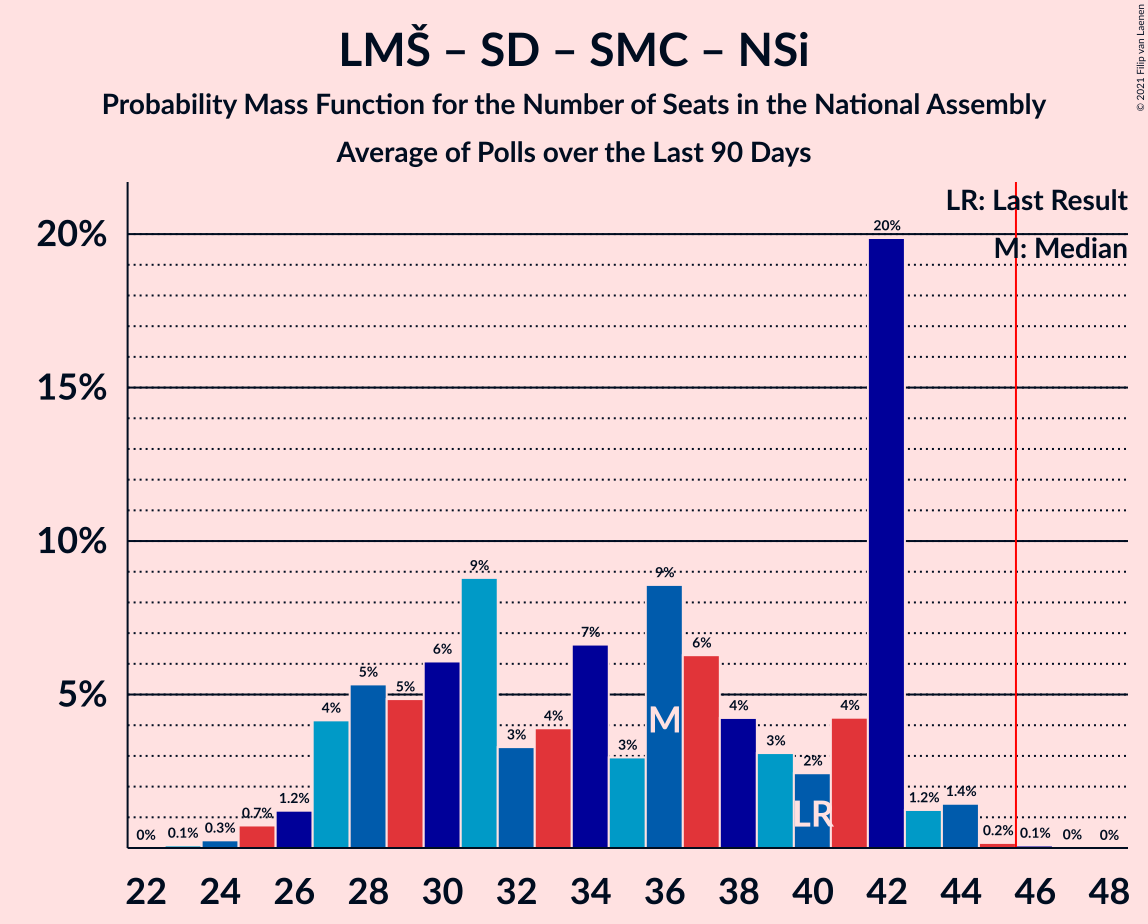 LMŠ – SD – SMC – NSi
Probability Mass Function for the Number of Seats in the National Assembly
Average of Polls over the Last 90 Days
© 2021 Filip van Laenen
LR: Last Result
M: Median
20%
15%
10%
5%
0% 0.1% 0.3% 0.7% 1.2% 4% 5% 5% 6% 9% 3% 4% 7% 3% 9% 6% 4% 3% 2% 4% 20% 1.2% 1.4% 0.2% 0.1% 0% 0%
M
LR
22 24 26 28 30 32 34 36 38 40 42 44 46 48